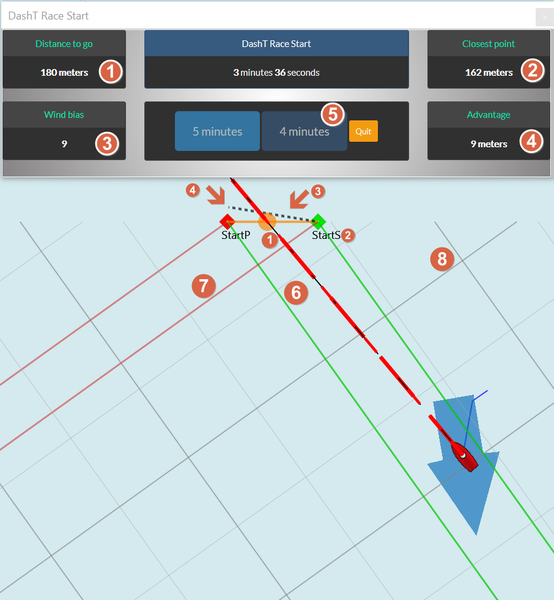 DashT Race Start
×
Distance to go
180 meters
1
DashT Race Start
3 minutes 36 seconds
Closest point
162 meters
2
Wind bias
9
3
5 minutes
4 minutes
5
Quit
Advantage
9 meters
4
4
3
StartP
1
StartS
2
7
6
8